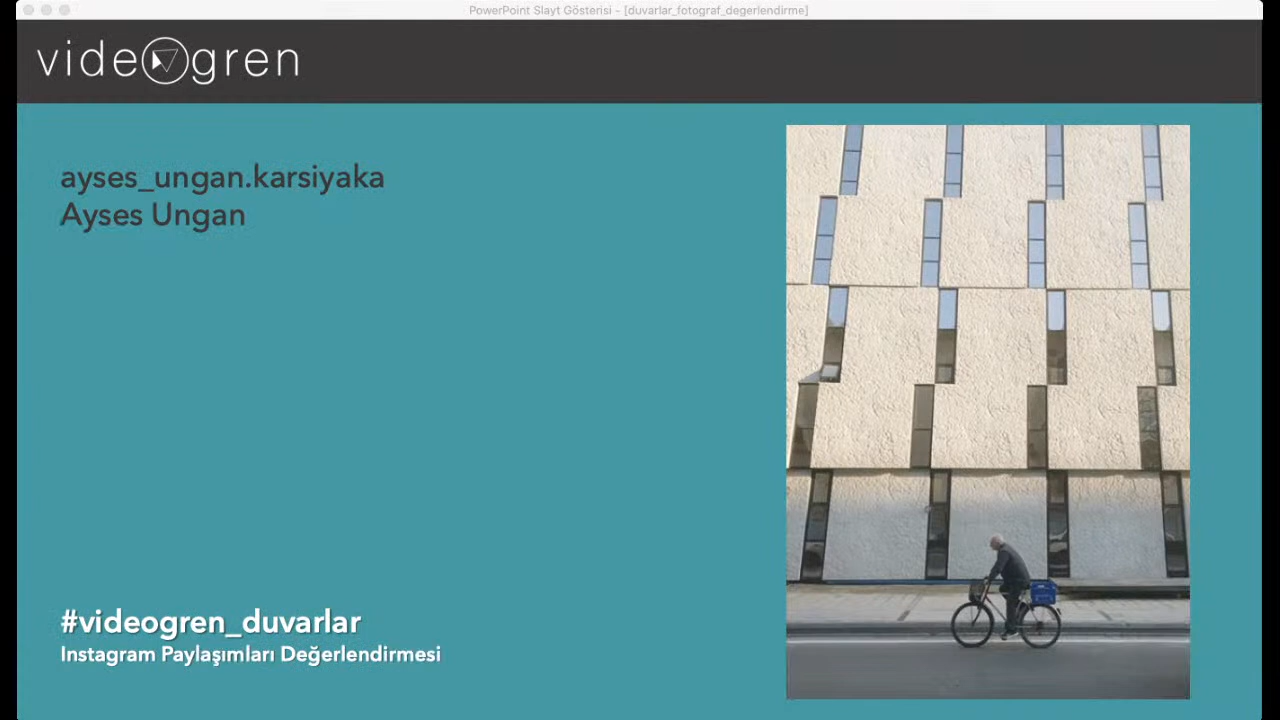 PowerPoint Slayt Gösterisi - [duvarlar_fotograf_degerlendirme]
videogren
ayses_ungan.karsiyaka
Ayses Ungan
#videogren_duvarlar
Instagram Paylaşımları Değerlendirmesi